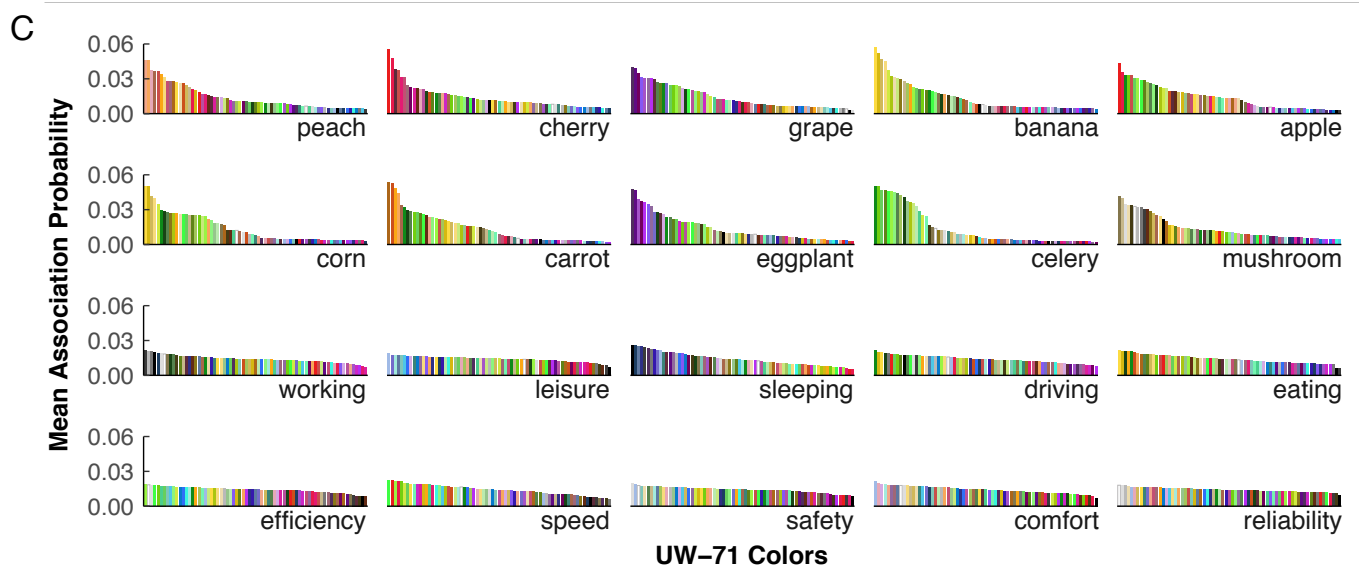 C
Mean Association Probability
0.06
0.03
0.00
peach
cherry
grape
banana
apple
0.06
0.03
0.00
corn
carrot
eggplant
celery
mushroom
0.06
0.03
0.00
working
leisure
sleeping
driving
eating
0.06
0.03
0.00
efficiency
speed
safety
comfort
reliability
UW−71 Colors